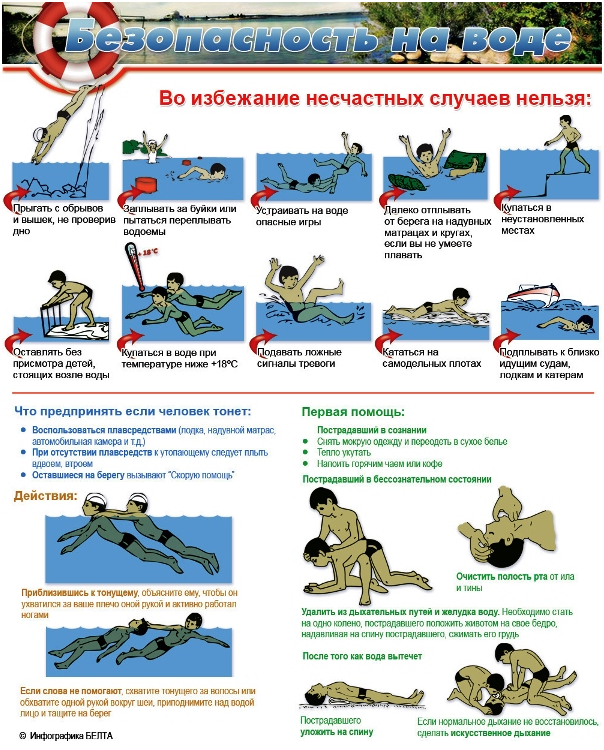 Безопасность на воде
Во избежание несчастных случаев нельзя:
Прыгать с обрывов
и вышек, не проверив
дно
Заплывать за буйки или
пытаться переплывать
водоемы
Устраивать на воде
опасные игры
Далеко отплывать
от берега на надувных
матрацах и кругах,
если вы не умеете
плавать
Купаться в
неустановленных
местах
+ 18°C
Оставлять без
присмотра детей,
стоящих возле воды
Купаться в воде при
температуре ниже +18ºС
Подавать ложные
сигналы тревоги
Кататься на
самодельных плотах
Подплывать к близко
идущим судам,
лодкам и катерам
Что предпринять если человек тонет:
Воспользоваться плавсредствами (лодка, надувной матрас,
автомобильная камера и т.д.)
При отсутствии плавсредств к утопающему следует плыть
вдвоем, втроем
Оставшиеся на берегу вызывают "Скорую помощь"
Действия:
Приблизившись к тонущему, объясните ему, чтобы он
ухватился за ваше плечо оной рукой и активно работал
ногами
Если слова не помогают, схватите тонущего за волосы или
обхватите одной рукой вокруг шеи, приподнимите над водой
лицо и тащите на берег
© Инфографика БЕЛТА
Первая помощь:
Пострадавший в сознании
Снять мокрую одежду и переодеть в сухое белье
Тепло укутать
Напоить горячим чаем или кофе
Пострадавший в бессознательном состоянии
Очистить полость рта от ила
и тины
Удалить из дыхательных путей и желудка воду. Необходимо стать
на одно колено, пострадавшего положить животом на свое бедро,
надавливая на спину пострадавшего, сжимать его грудь
После того как вода вытечет
Пострадавшего
уложить на спину
Если нормальное дыхание не восстановилось,
сделать искусственное дыхание